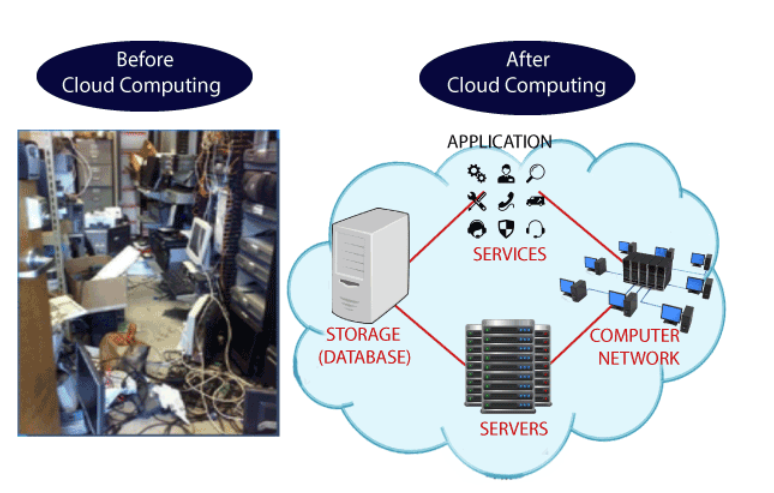 Before
Cloud Computing
After
Cloud Computing
APPLICATION
SERVICES
STORAGE
(DATABASE)
COMPUTER
NETWORK
SERVERS